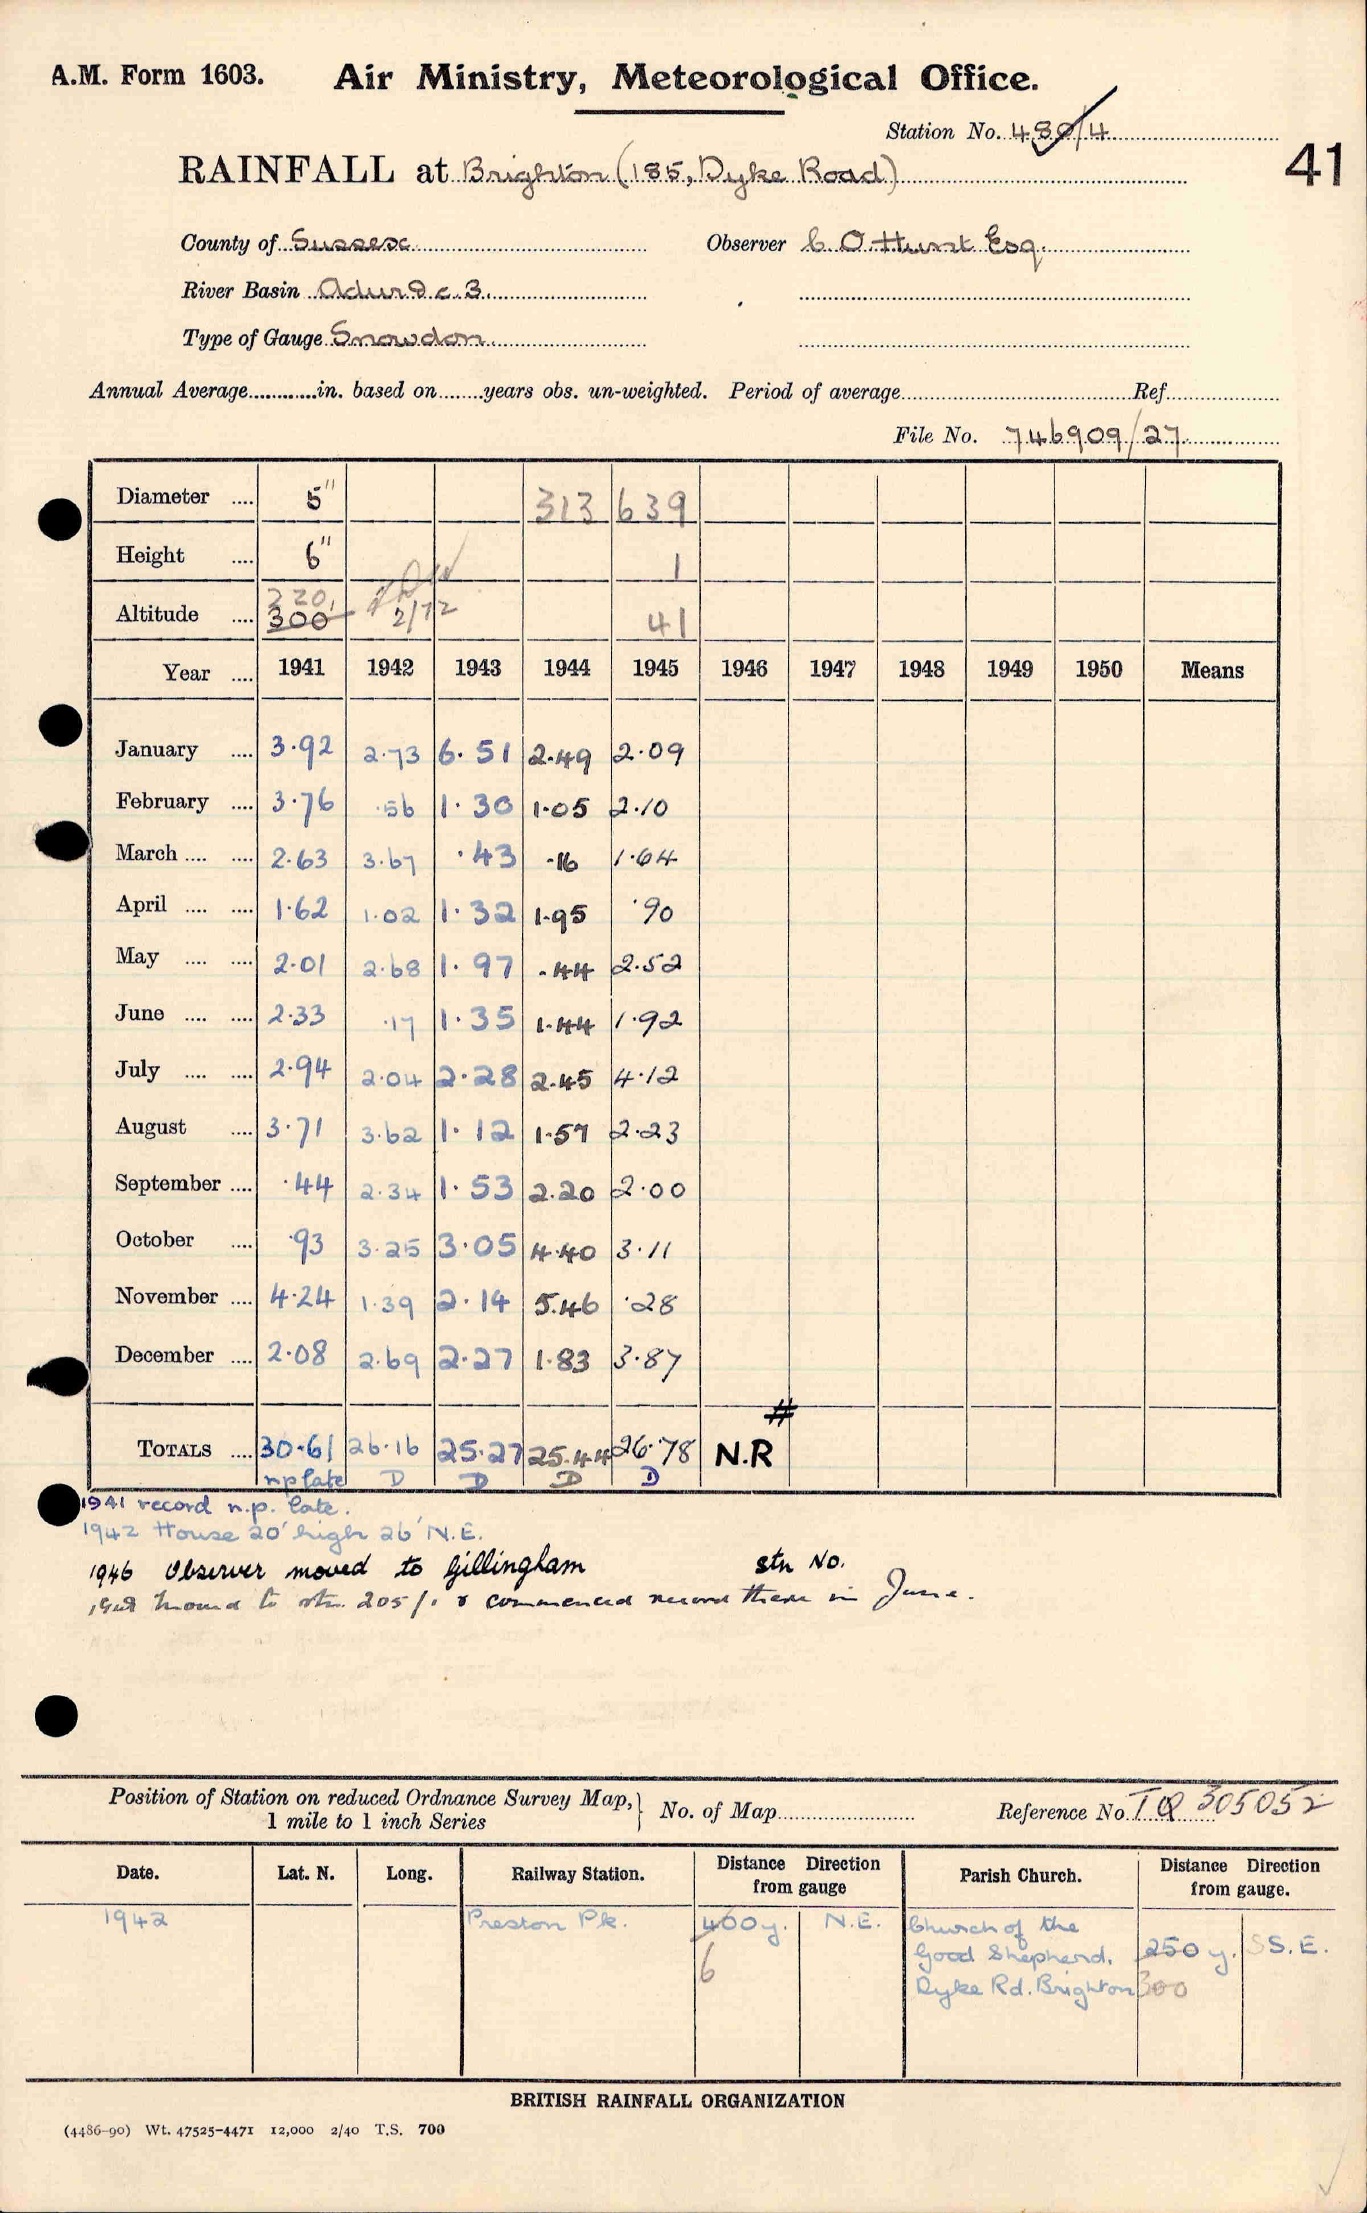 A.M. Form 1603. Air Ministry, Meteorological Office.
Station No. 480/4
41
RAINFALL at Brighton (185, Dyke Road)
County of Sussex Observer C O Hunt Esq.
River Basin Adur D c. 3.
Type of Gauge Snowdon
Annual Average............in. based on........years obs. un-weighted. Period of average........ Ref........
File No. 746909/27
Diameter .... 5" 313 639
Height .... 6" 1
Altitude .... 220 300 2/72 41
Year .... 1941 1942 1943 1944 1945 1946 1947 1948 1949 1950 Means
January .... 3.92 2.73 6.51 2.49 2.09
February .... 3.76 .56 1.30 1.05 2.10
March .... .... 2.63 3.67 .43 .16 1.64
April .... .... 1.62 1.02 1.32 1.95 .90
May .... .... 2.01 2.68 1.97 .44 2.52
June .... .... 2.33 .17 1.35 1.44 1.92
July .... .... 2.94 2.04 2.28 2.45 4.12
August .... 3.71 3.62 1.12 1.57 2.23
September .... .44 2.34 1.53 2.20 2.00
October .... .93 3.25 3.05 4.40 3.11
November .... 4.24 1.39 2.14 5.46 .28
December .... 2.08 2.69 2.27 1.83 3.87
#
TOTALS .... 30.61 26.16 25.27 25.44 26.78 N.R
n p late D D D D
1941 record n.p. late.
1942 House 20' high 26' N.E.
1946 Observer moved to Gillingham stn No.
moved to stn. 205/1 & commenced record there in June.
Position of Station on reduced Ordnance Survey Map, } No. of Map........ Reference No. TQ 305052
1 mile to 1 inch Series
Date. Lat. N. Long. Railway Station. Distance Direction from gauge Parish Church. Distance Direction from gauge.
1942 Preston Pk. 400y. N.E. Church of the
6 Good Shepherd. 250 y. S S.E.
Dyke Rd. Brighton 300
BRITISH RAINFALL ORGANIZATION
(4486-90) Wt. 47525-4471 12,000 2/40 T.S. 700